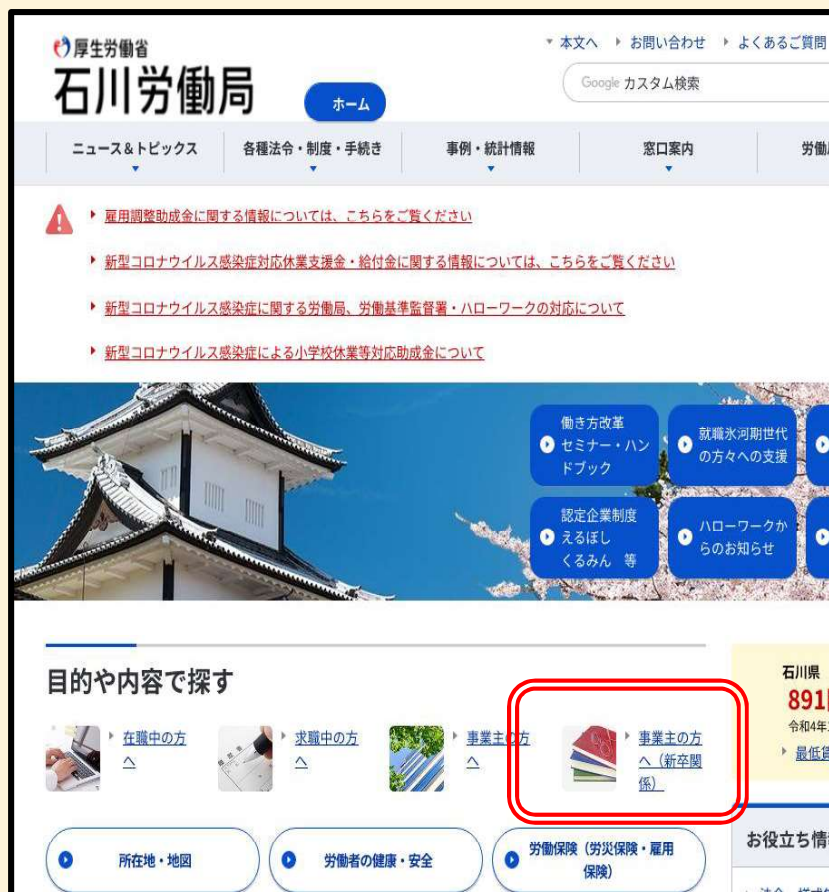 厚生労働省
石川労働局
ホーム
本文へ お問い合わせ よくあるご質問
Google カスタム検索
ニュース&トピックス 各種法令・制度・手続き 事例・統計情報 窓口案内 労働
雇用調整助成金に関する情報については、こちらをご覧ください
新型コロナウイルス感染症対応休業支援金・給付金に関する情報については、こちらをご覧ください
新型コロナウイルス感染症に関する労働局、労働基準監督署・ハローワークの対応について
新型コロナウイルス感染症による小学校休業等対応助成金について
働き方改革
セミナー・ハン
ドブック
就職氷河期世代
の方々への支援
認定企業制度
えるぼし
くるみん 等
ハローワークか
らのお知らせ
目的や内容で探す
在職中の方
へ
求職中の方
へ
事業主の方
へ
事業主の方
へ(新卒関
係)
所在地・地図
労働者の健康・安全
労働保険(労災保険・雇用
保険)
石川県
891
令和4年
最低
お役立ち情